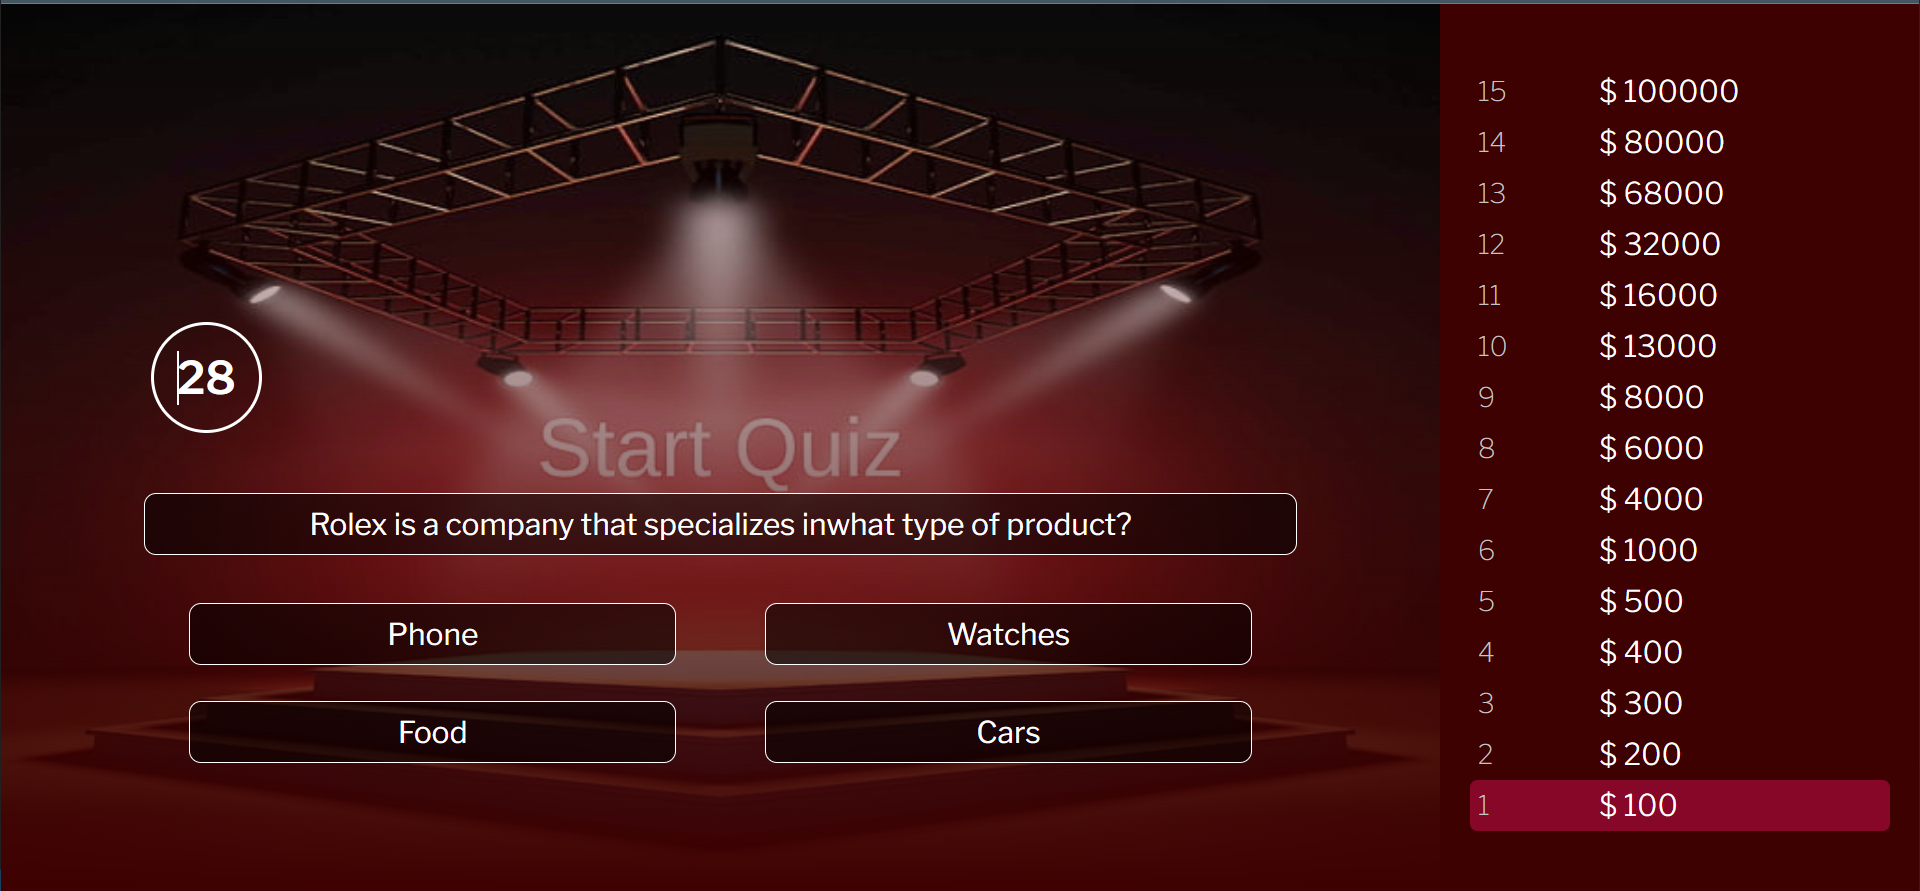 28
Start Quiz
Rolex is a company that specializes inwhat type of product?
Phone
Watches
Food
Cars
15 $ 100000
14 $ 80000
13 $ 68000
12 $ 32000
11 $ 16000
10 $ 13000
9 $ 8000
8 $ 6000
7 $ 4000
6 $ 1000
5 $ 500
4 $ 400
3 $ 300
2 $ 200
1 $ 100